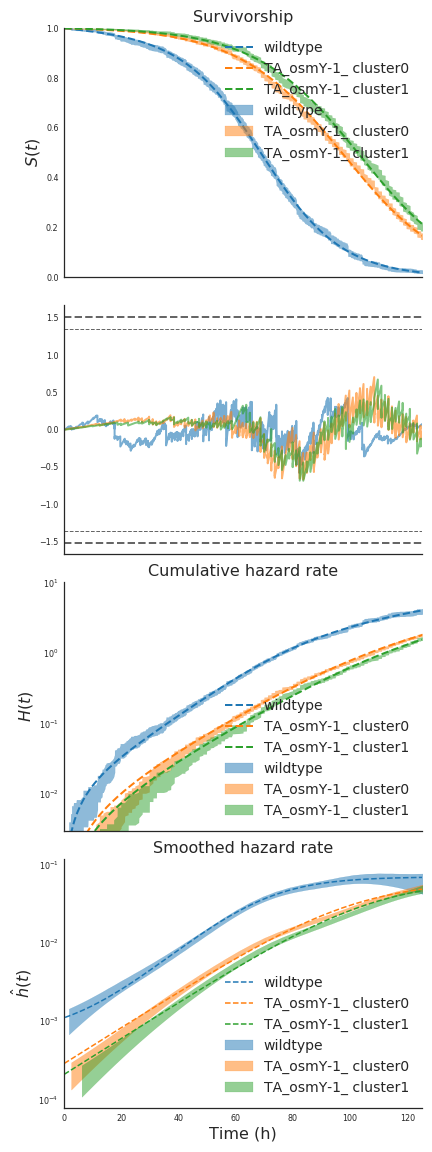 Survivorship
1.0
0.8
0.6
0.4
0.2
0.0
S(t)
wildtype
TA_osmY-1_ cluster0
TA_osmY-1_ cluster1
wildtype
TA_osmY-1_ cluster0
TA_osmY-1_ cluster1
1.5
1.0
0.5
0.0
−0.5
−1.0
−1.5
Cumulative hazard rate
10¹
10⁰
10⁻¹
10⁻²
H(t)
wildtype
TA_osmY-1_ cluster0
TA_osmY-1_ cluster1
wildtype
TA_osmY-1_ cluster0
TA_osmY-1_ cluster1
Smoothed hazard rate
10⁻¹
10⁻²
10⁻³
10⁻⁴
ĥ(t)
wildtype
TA_osmY-1_ cluster0
TA_osmY-1_ cluster1
wildtype
TA_osmY-1_ cluster0
TA_osmY-1_ cluster1
0 20 40 60 80 100 120
Time (h)